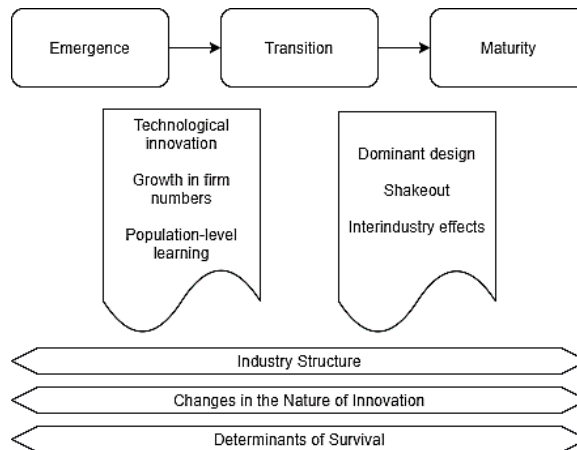 Emergence
Transition
Maturity
Technological
innovation
Growth in firm
numbers
Population-level
learning
Dominant design
Shakeout
Interindustry effects
Industry Structure
Changes in the Nature of Innovation
Determinants of Survival